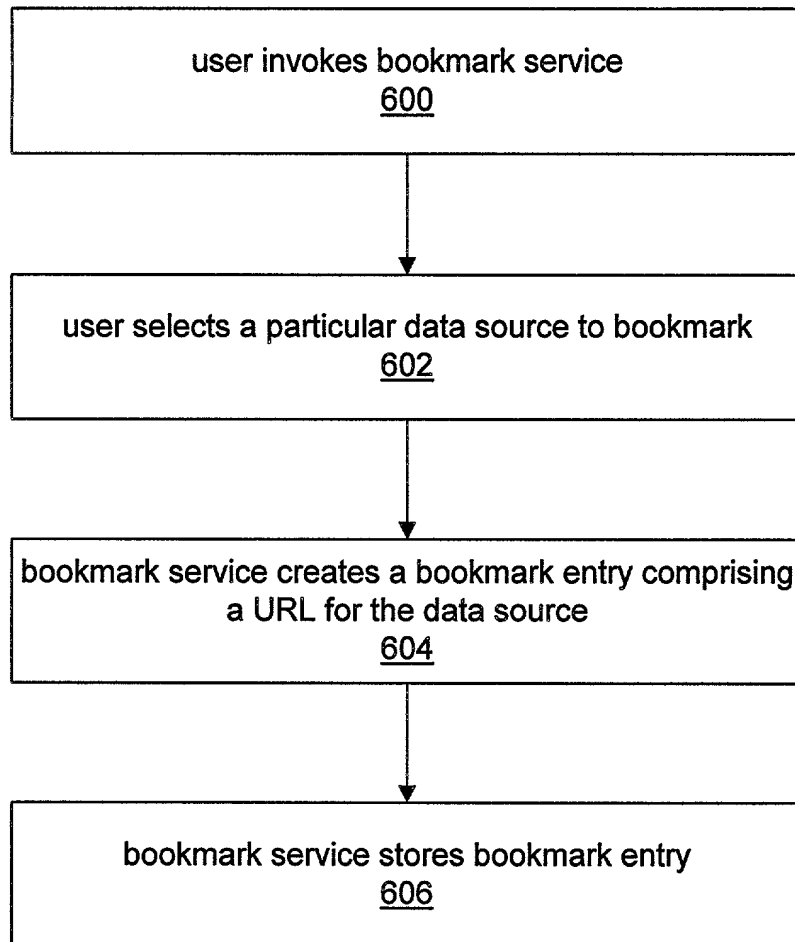 user invokes bookmark service
600
user selects a particular data source to bookmark
602
bookmark service creates a bookmark entry comprising
a URL for the data source
604
bookmark service stores bookmark entry
606